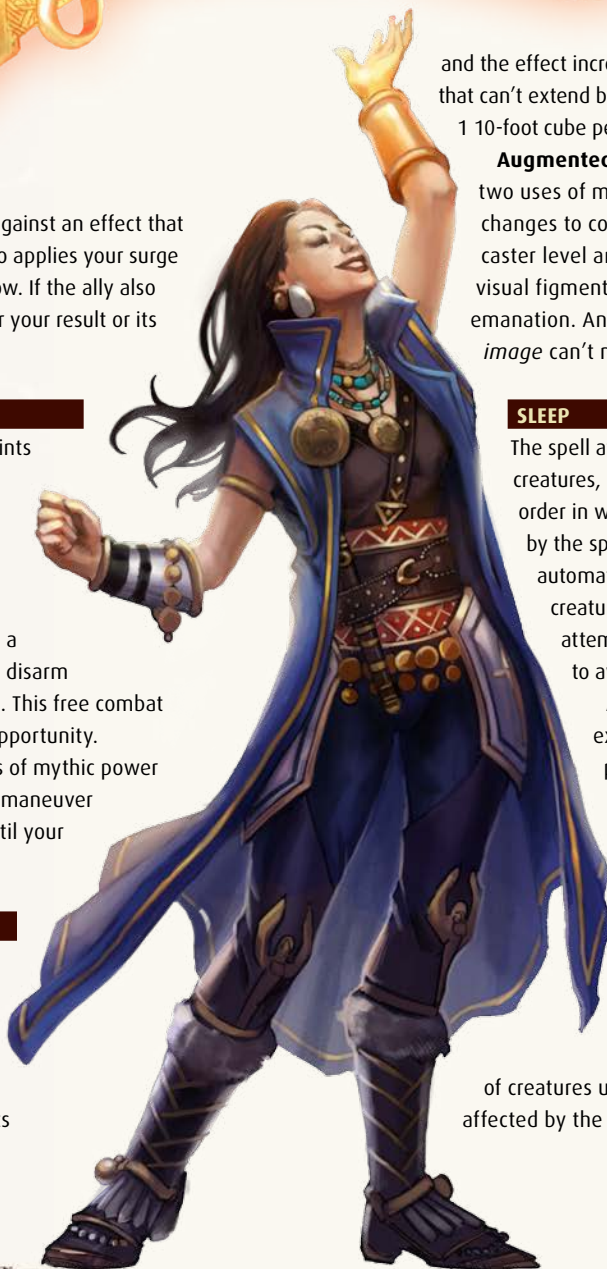 gainst an effect that
o applies your surge
ow. If the ally also
r your result or its
ints
a
disarm
. This free combat
pportunity.
s of mythic power
maneuver
til your
ts
and the effect incre
that can't extend b
1 10-foot cube pe
Augmented
two uses of m
changes to co
caster level an
visual figment
emanation. An
image can't
SLEEP
The spell a
creatures,
order in w
by the sp
automat
creatu
attem
to a
ex
of creatures u
affected by the